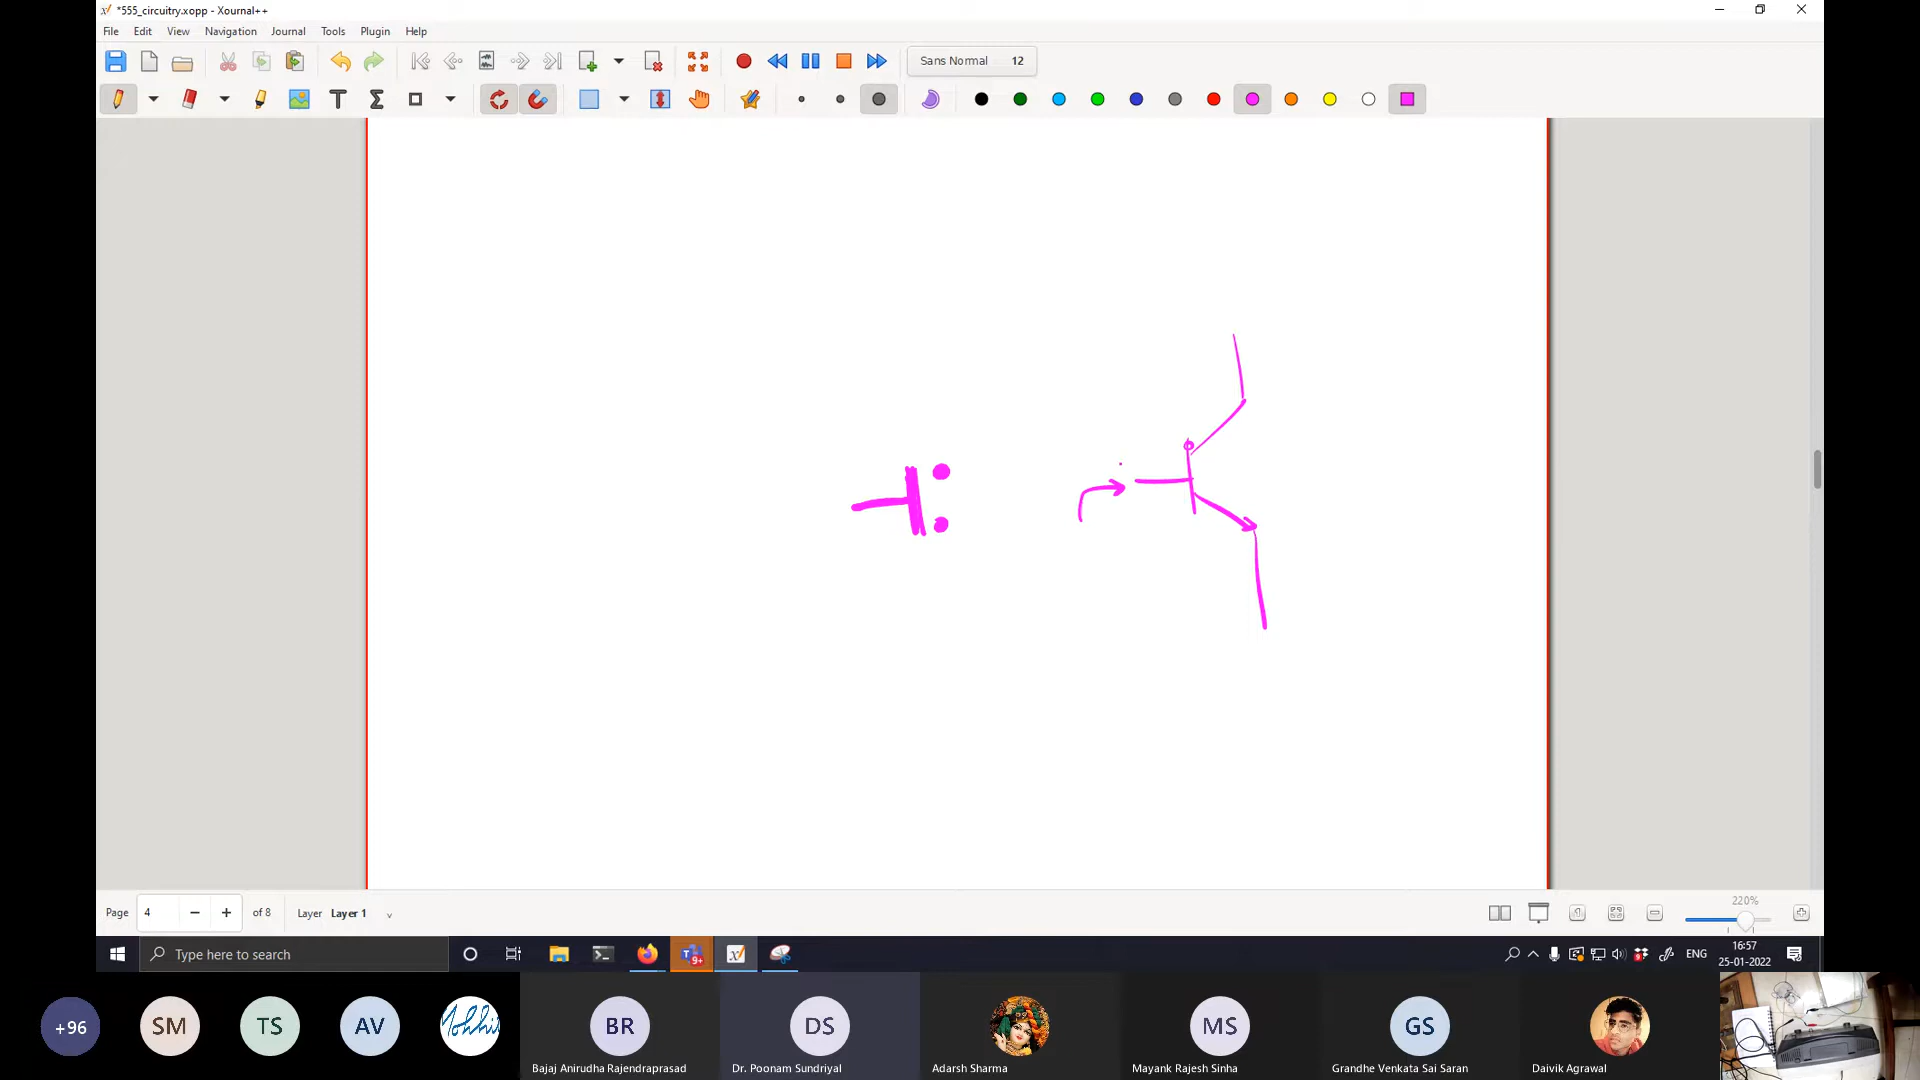 *555_circuitry.xopp - Xournal++
File Edit View Navigation Journal Tools Plugin Help
Sans Normal 12
T Σ
Page 4 of 8 Layer Layer 1
220%
Type here to search
9+
ENG
16:57
25-01-2022
+96 SM TS AV BR DS MS GS
Bajaj Anirudha Rajendraprasad Dr. Poonam Sundriyal Adarsh Sharma Mayank Rajesh Sinha Grandhe Venkata Sai Saran Daivik Agrawal